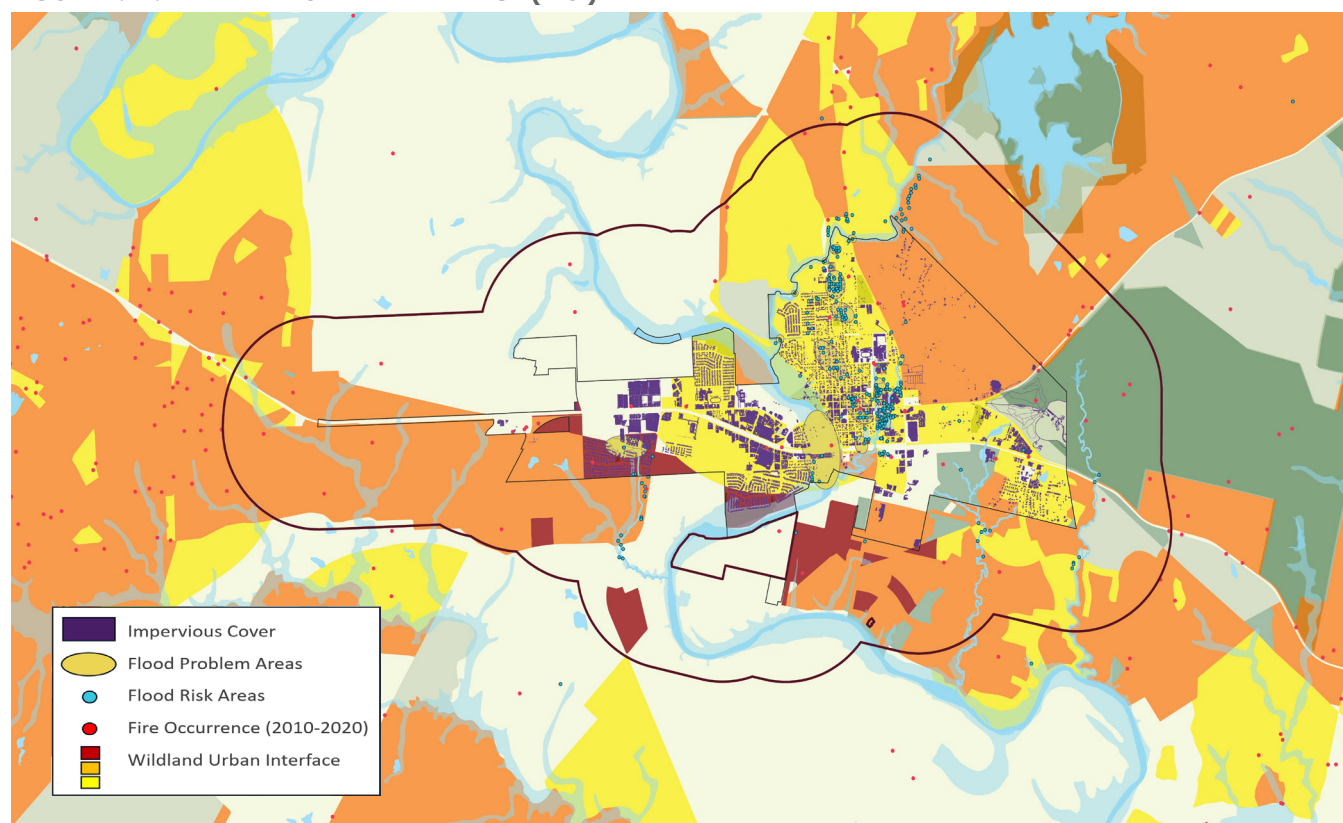 Impervious Cover
Flood Problem Areas
Flood Risk Areas
Fire Occurrence (2010-2020)
Wildland Urban Interface